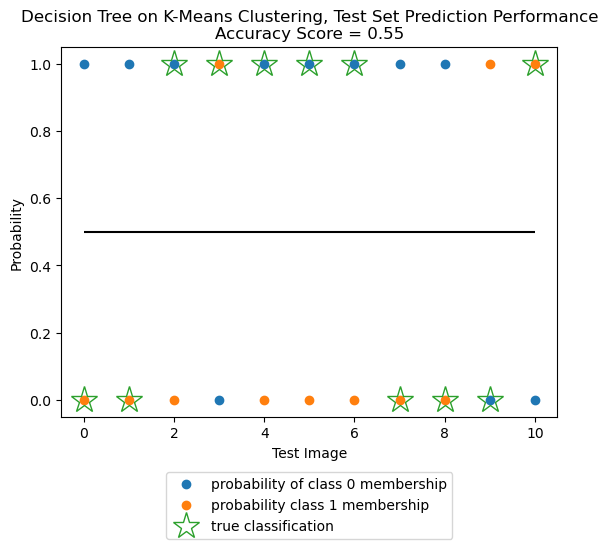 Decision Tree on K-Means Clustering, Test Set Prediction Performance
Accuracy Score = 0.55
1.0
0.8
0.6
0.4
0.2
0.0
Probability
0 2 4 6 8 10
Test Image
probability of class 0 membership
probability class 1 membership
true classification